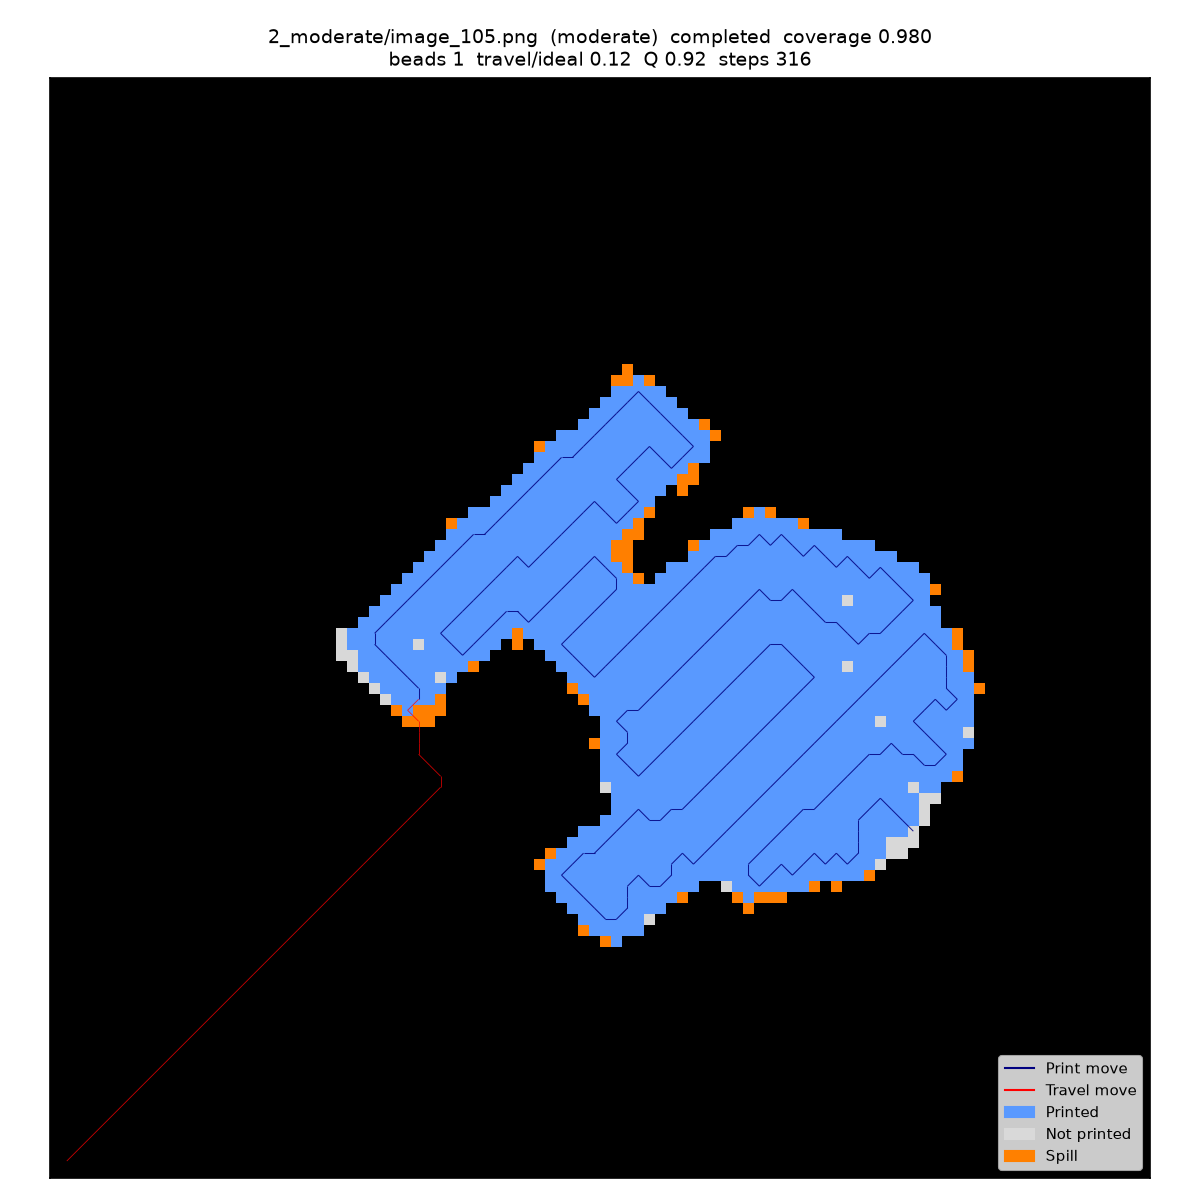 2_moderate/image_105.png  (moderate)  completed  coverage 0.980
beads 1  travel/ideal 0.12  Q 0.92  steps 316
Print move
Travel move
Printed
Not printed
Spill